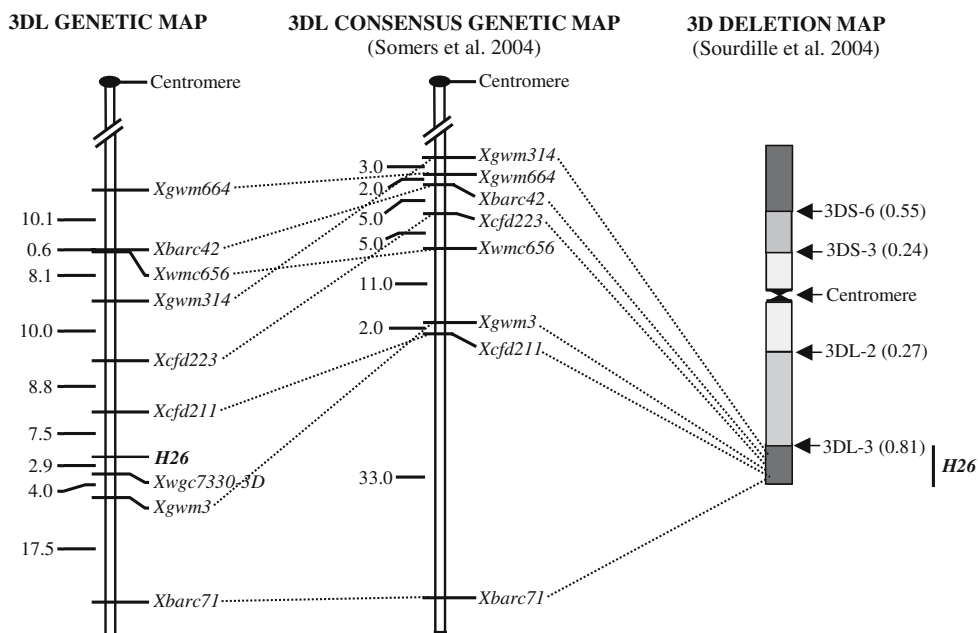 3DL GENETIC MAP
Centromere
Xgwm664
10.1
0.6
Xbarc42
Xwmc656
8.1
Xgwm314
10.0
Xcfd223
8.8
Xcfd211
7.5
H26
2.9
Xwgc7330-3D
4.0
Xgwm3
17.5
Xbarc71
3DL CONSENSUS GENETIC MAP
(Somers et al. 2004)
Centromere
Xgwm314
3.0
Xgwm664
2.0
Xbarc42
5.0
Xcfd223
5.0
Xwmc656
11.0
Xgwm3
2.0
Xcfd211
33.0
Xbarc71
3D DELETION MAP
(Sourdille et al. 2004)
3DS-6 (0.55)
3DS-3 (0.24)
Centromere
3DL-2 (0.27)
3DL-3 (0.81)
H26